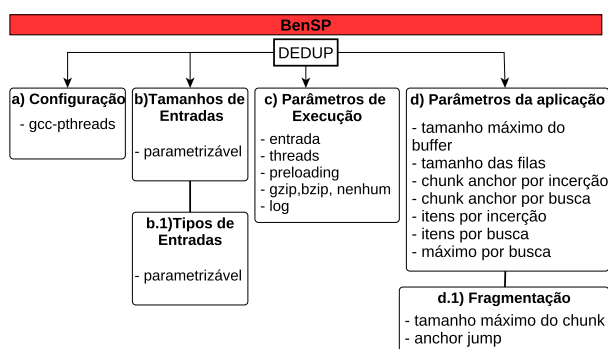 BenSP
DEDUP
a) Configuração
- gcc-pthreads
b)Tamanhos de
Entradas
- parametrizável
b.1)Tipos de
Entradas
- parametrizável
c) Parâmetros de
Execução
- entrada
- threads
- preloading
- gzip,bzip, nenhum
- log
d) Parâmetros da aplicação
- tamanho máximo do
buffer
- tamanho das filas
- chunk anchor por incerção
- chunk anchor por busca
- itens por incerção
- itens por busca
- máximo por busca
d.1) Fragmentação
- tamanho máximo do chunk
- anchor jump